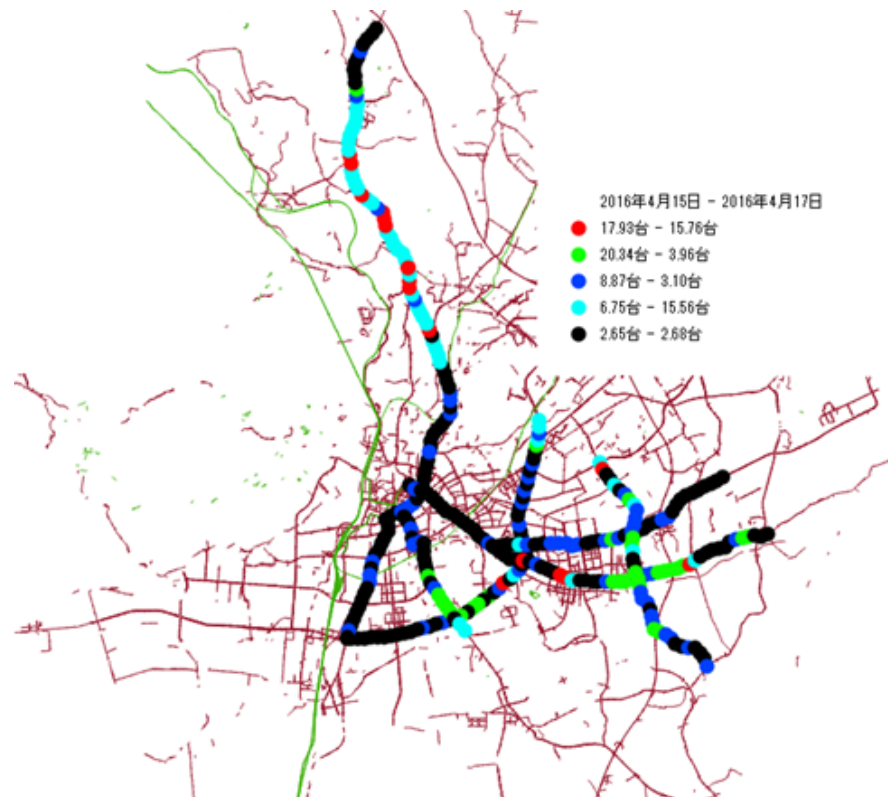 2016年4月15日 - 2016年4月17日
17.93台 - 15.76台
20.34台 - 3.96台
8.87台 - 3.10台
6.75台 - 15.56台
2.65台 - 2.68台